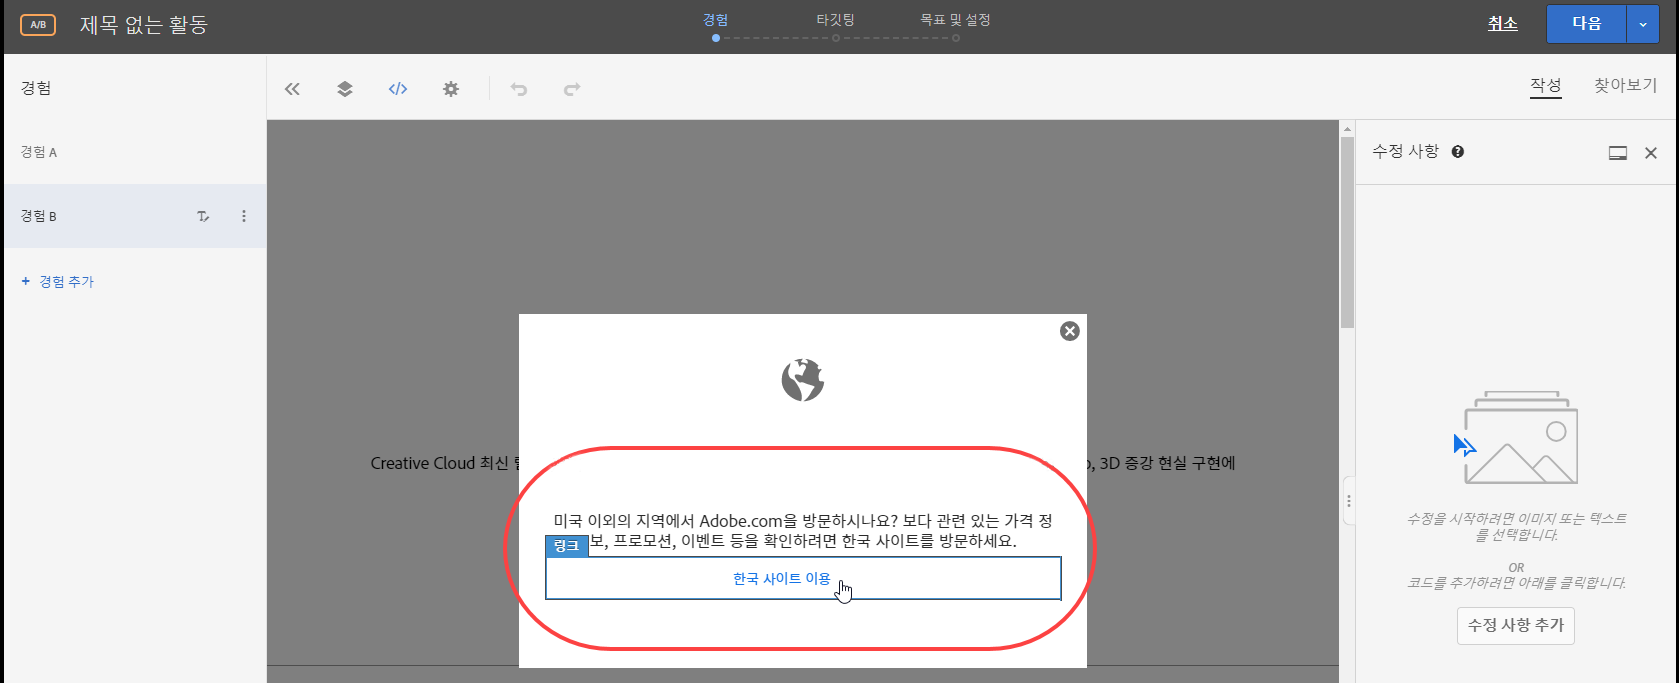 A/B 제목 없는 활동
경험 타깃팅 목표 및 설정
취소 다음
경험
작성 찾아보기
경험 A
수정 사항
경험 B
+ 경험 추가
Creative Cloud 최신 , 3D 증강 현실 구현에
미국 이외의 지역에서 Adobe.com을 방문하시나요? 보다 관련 있는 가격 정
보, 프로모션, 이벤트 등을 확인하려면 한국 사이트를 방문하세요.
링크
한국 사이트 이용
수정을 시작하려면 이미지 또는 텍스트
를 선택합니다.
OR
코드를 추가하려면 아래를 클릭합니다.
수정 사항 추가